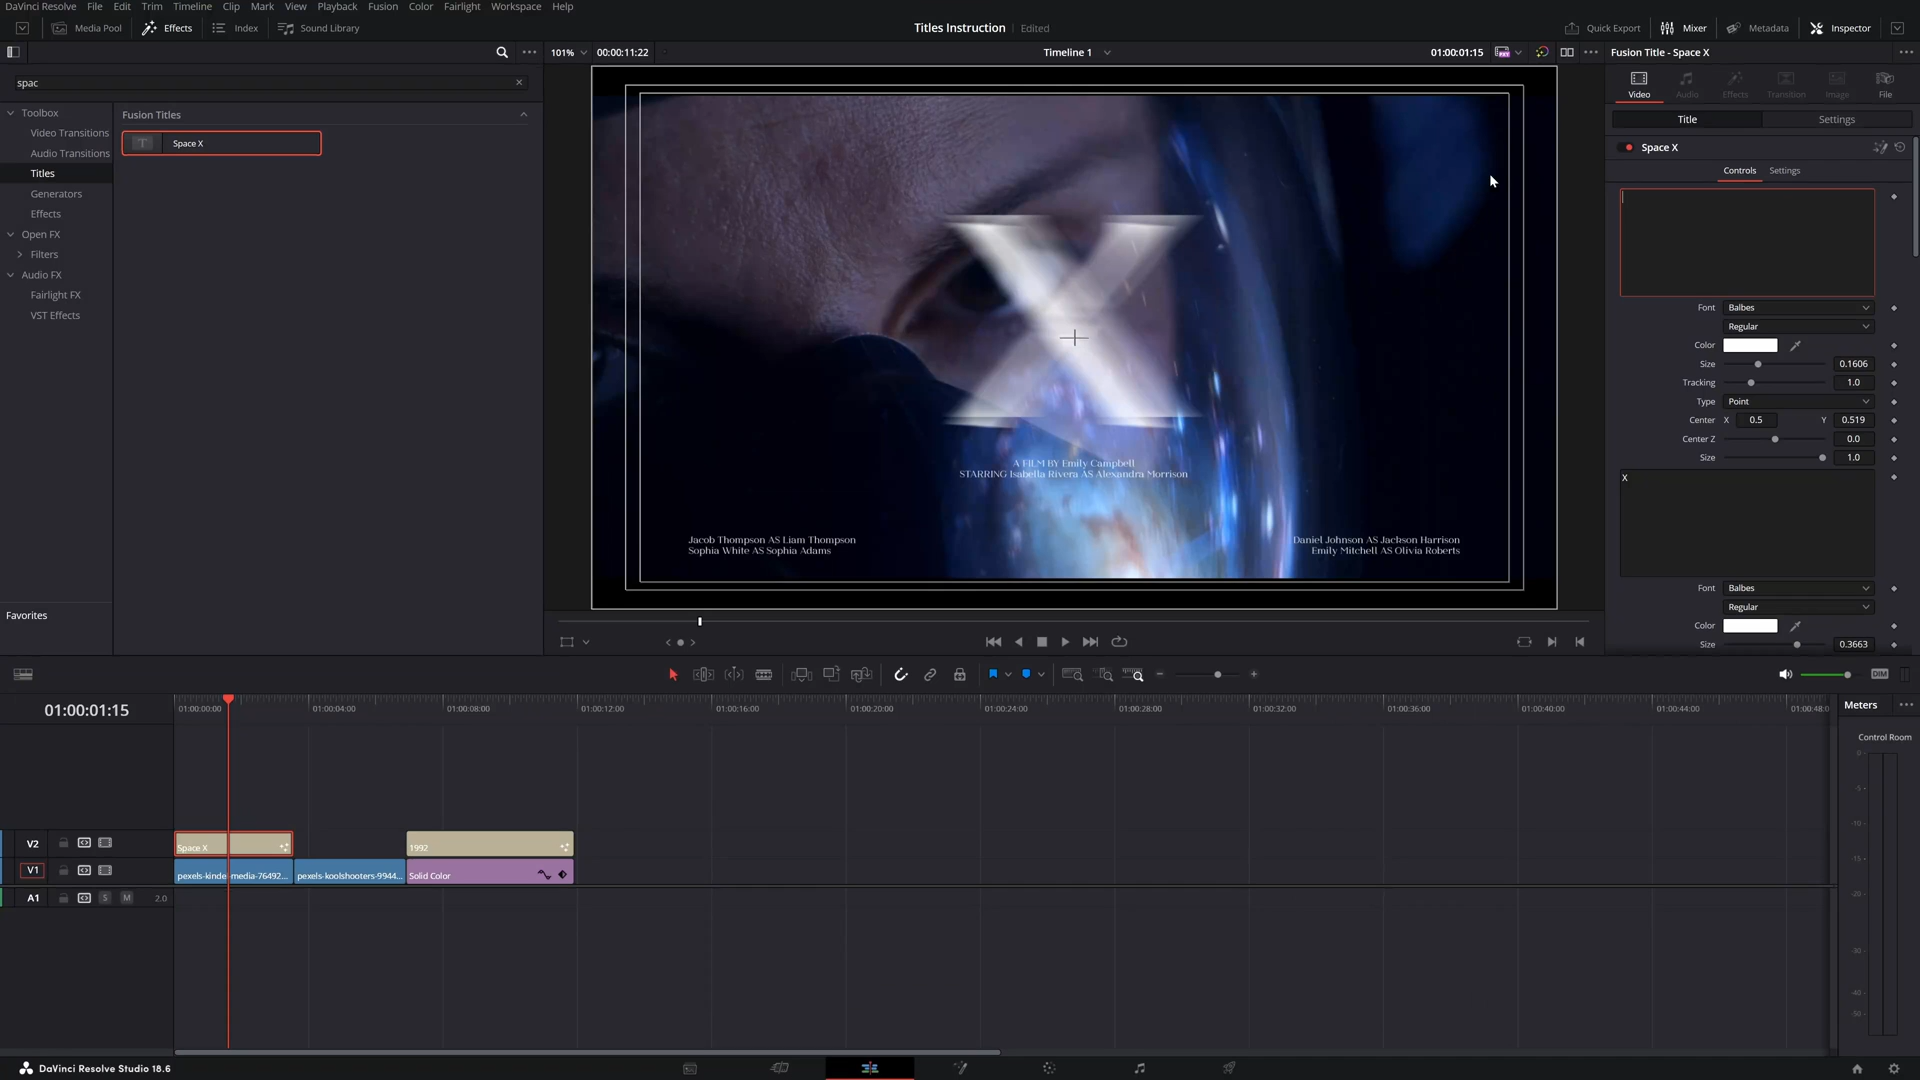 DaVinci Resolve File Edit Trim Timeline Clip Mark View Playback Fusion Color Fairlight Workspace Help
Media Pool Effects Index Sound Library Titles Instruction Edited Quick Export Mixer Metadata Inspector
101% 00:00:11:22 Timeline 1 01:00:01:15 Fusion Title - Space X
spac
Video Audio Effects Transition Image File
Toolbox
Video Transitions
Audio Transitions
Titles
Generators
Effects
Open FX
Filters
Audio FX
Fairlight FX
VST Effects
Favorites
Fusion Titles
Space X
X
A FILM BY Emily Campbell
STARRING Isabella Rivera AS Alexandra Morrison
Jacob Thompson AS Liam Thompson
Sophia White AS Sophia Adams
Daniel Johnson AS Jackson Harrison
Emily Mitchell AS Olivia Roberts
Title Settings
Space X
Controls Settings
Font Balbes
Regular
Color
Size 0.1606
Tracking 1.0
Type Point
Center X 0.5 Y 0.519
Center Z 0.0
Size 1.0
X
Font Balbes
Regular
Color
Size 0.3663
DIM
01:00:01:15
01:00:00:00 01:00:04:00 01:00:08:00 01:00:12:00 01:00:16:00 01:00:20:00 01:00:24:00 01:00:28:00 01:00:32:00 01:00:36:00 01:00:40:00 01:00:44:00 01:00:48:0
Meters
Control Room
0
-5
-10
-15
-20
-30
-40
-50
V2 Space X 1992
V1 pexels-kinde-media-76492... pexels-koolshooters-9944... Solid Color
A1 S M 2.0
DaVinci Resolve Studio 18.6